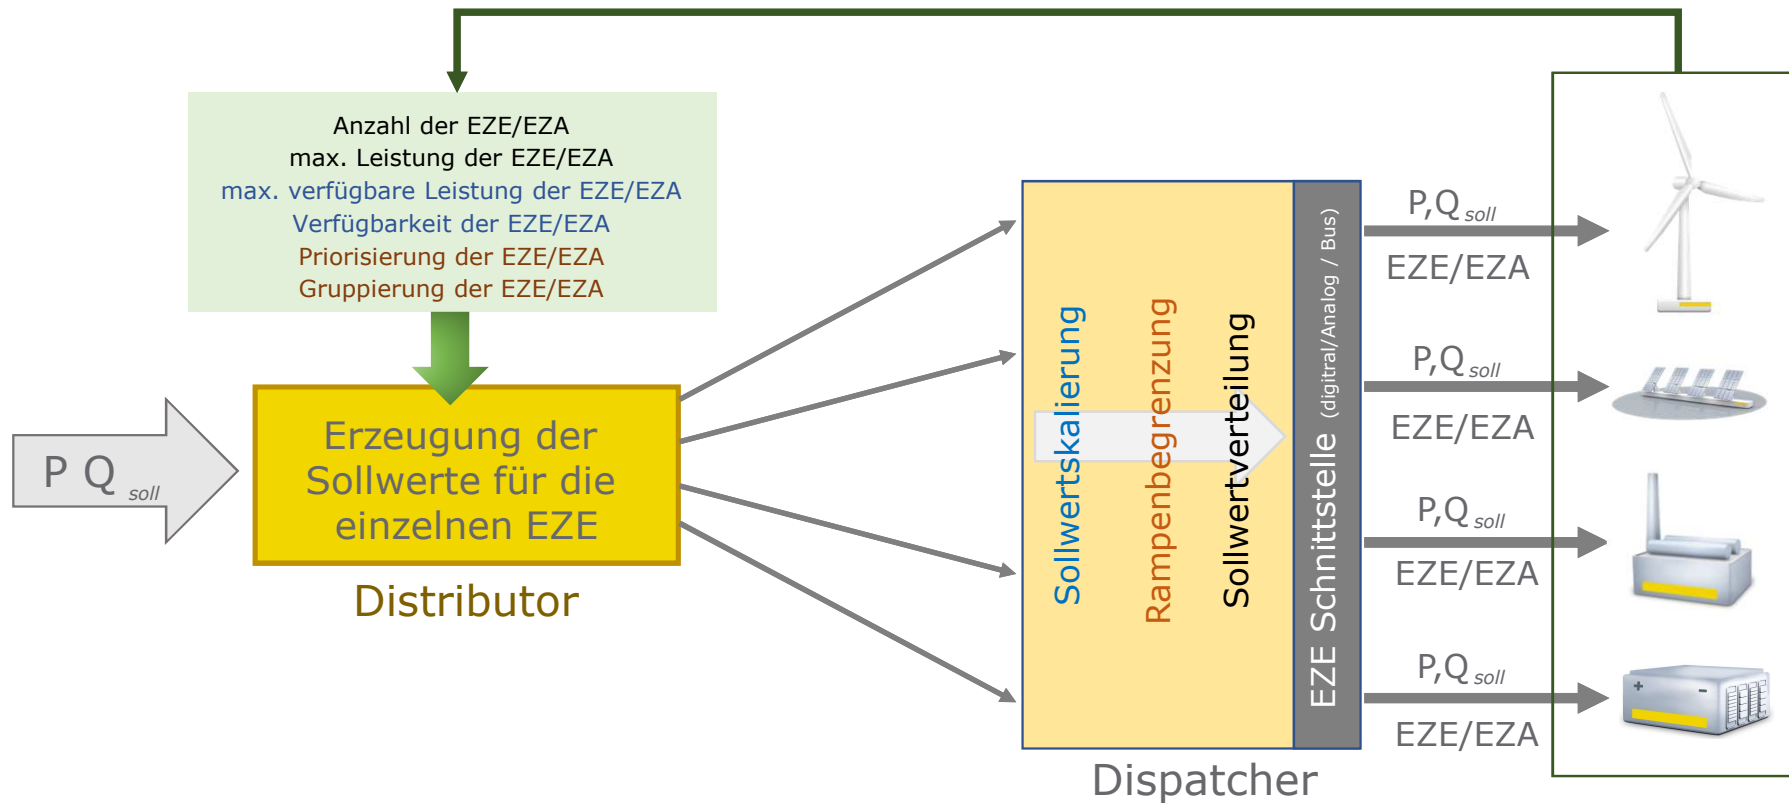 Anzahl der EZE/EZA
max. Leistung der EZE/EZA
max. verfügbare Leistung der EZE/EZA
Verfügbarkeit der EZE/EZA
Priorisierung der EZE/EZA
Gruppierung der EZE/EZA
P Q soll
Erzeugung der
Sollwerte für die
einzelnen EZE
Distributor
Sollwertskalierung
Rampenbegrenzung
Sollwertverteilung
EZE Schnittstelle (digitral/Analog / Bus)
Dispatcher
P,Q soll
EZE/EZA
P,Q soll
EZE/EZA
P,Q soll
EZE/EZA
P,Q soll
EZE/EZA
+ -